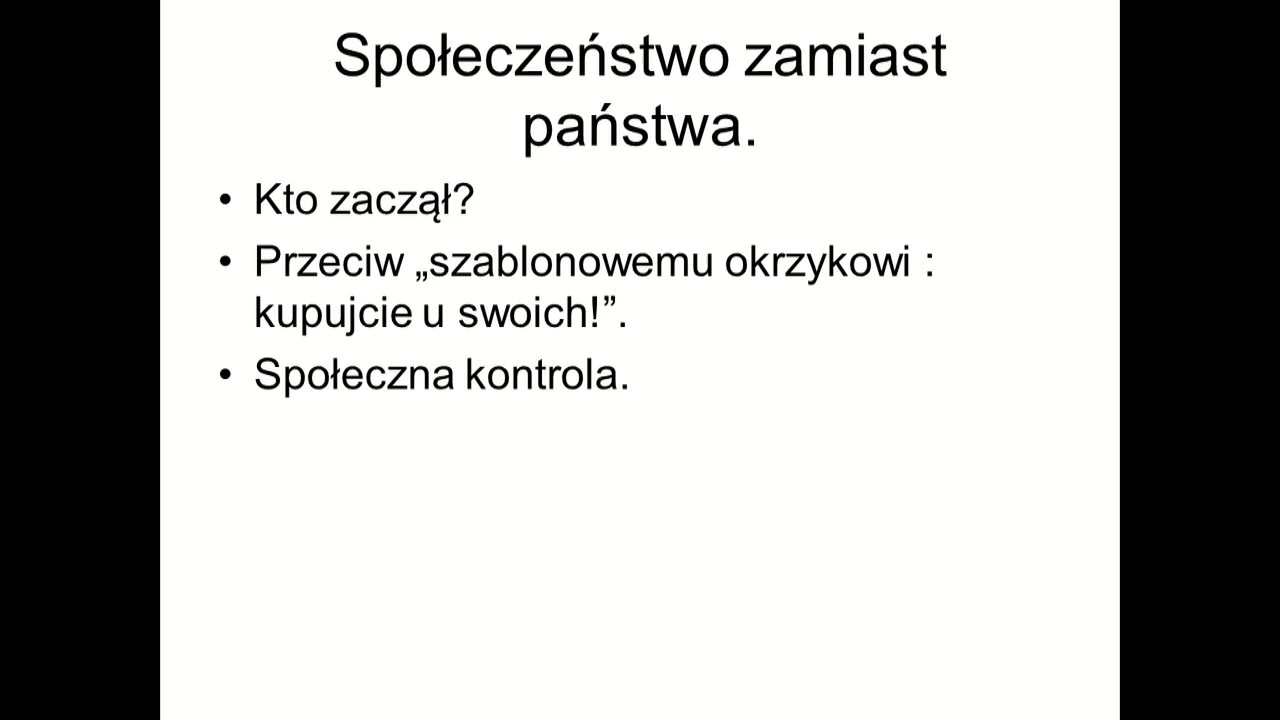 Społeczeństwo zamiast
państwa.
• Kto zaczął?
• Przeciw „szablonowemu okrzykowi :
kupujcie u swoich!”.
• Społeczna kontrola.